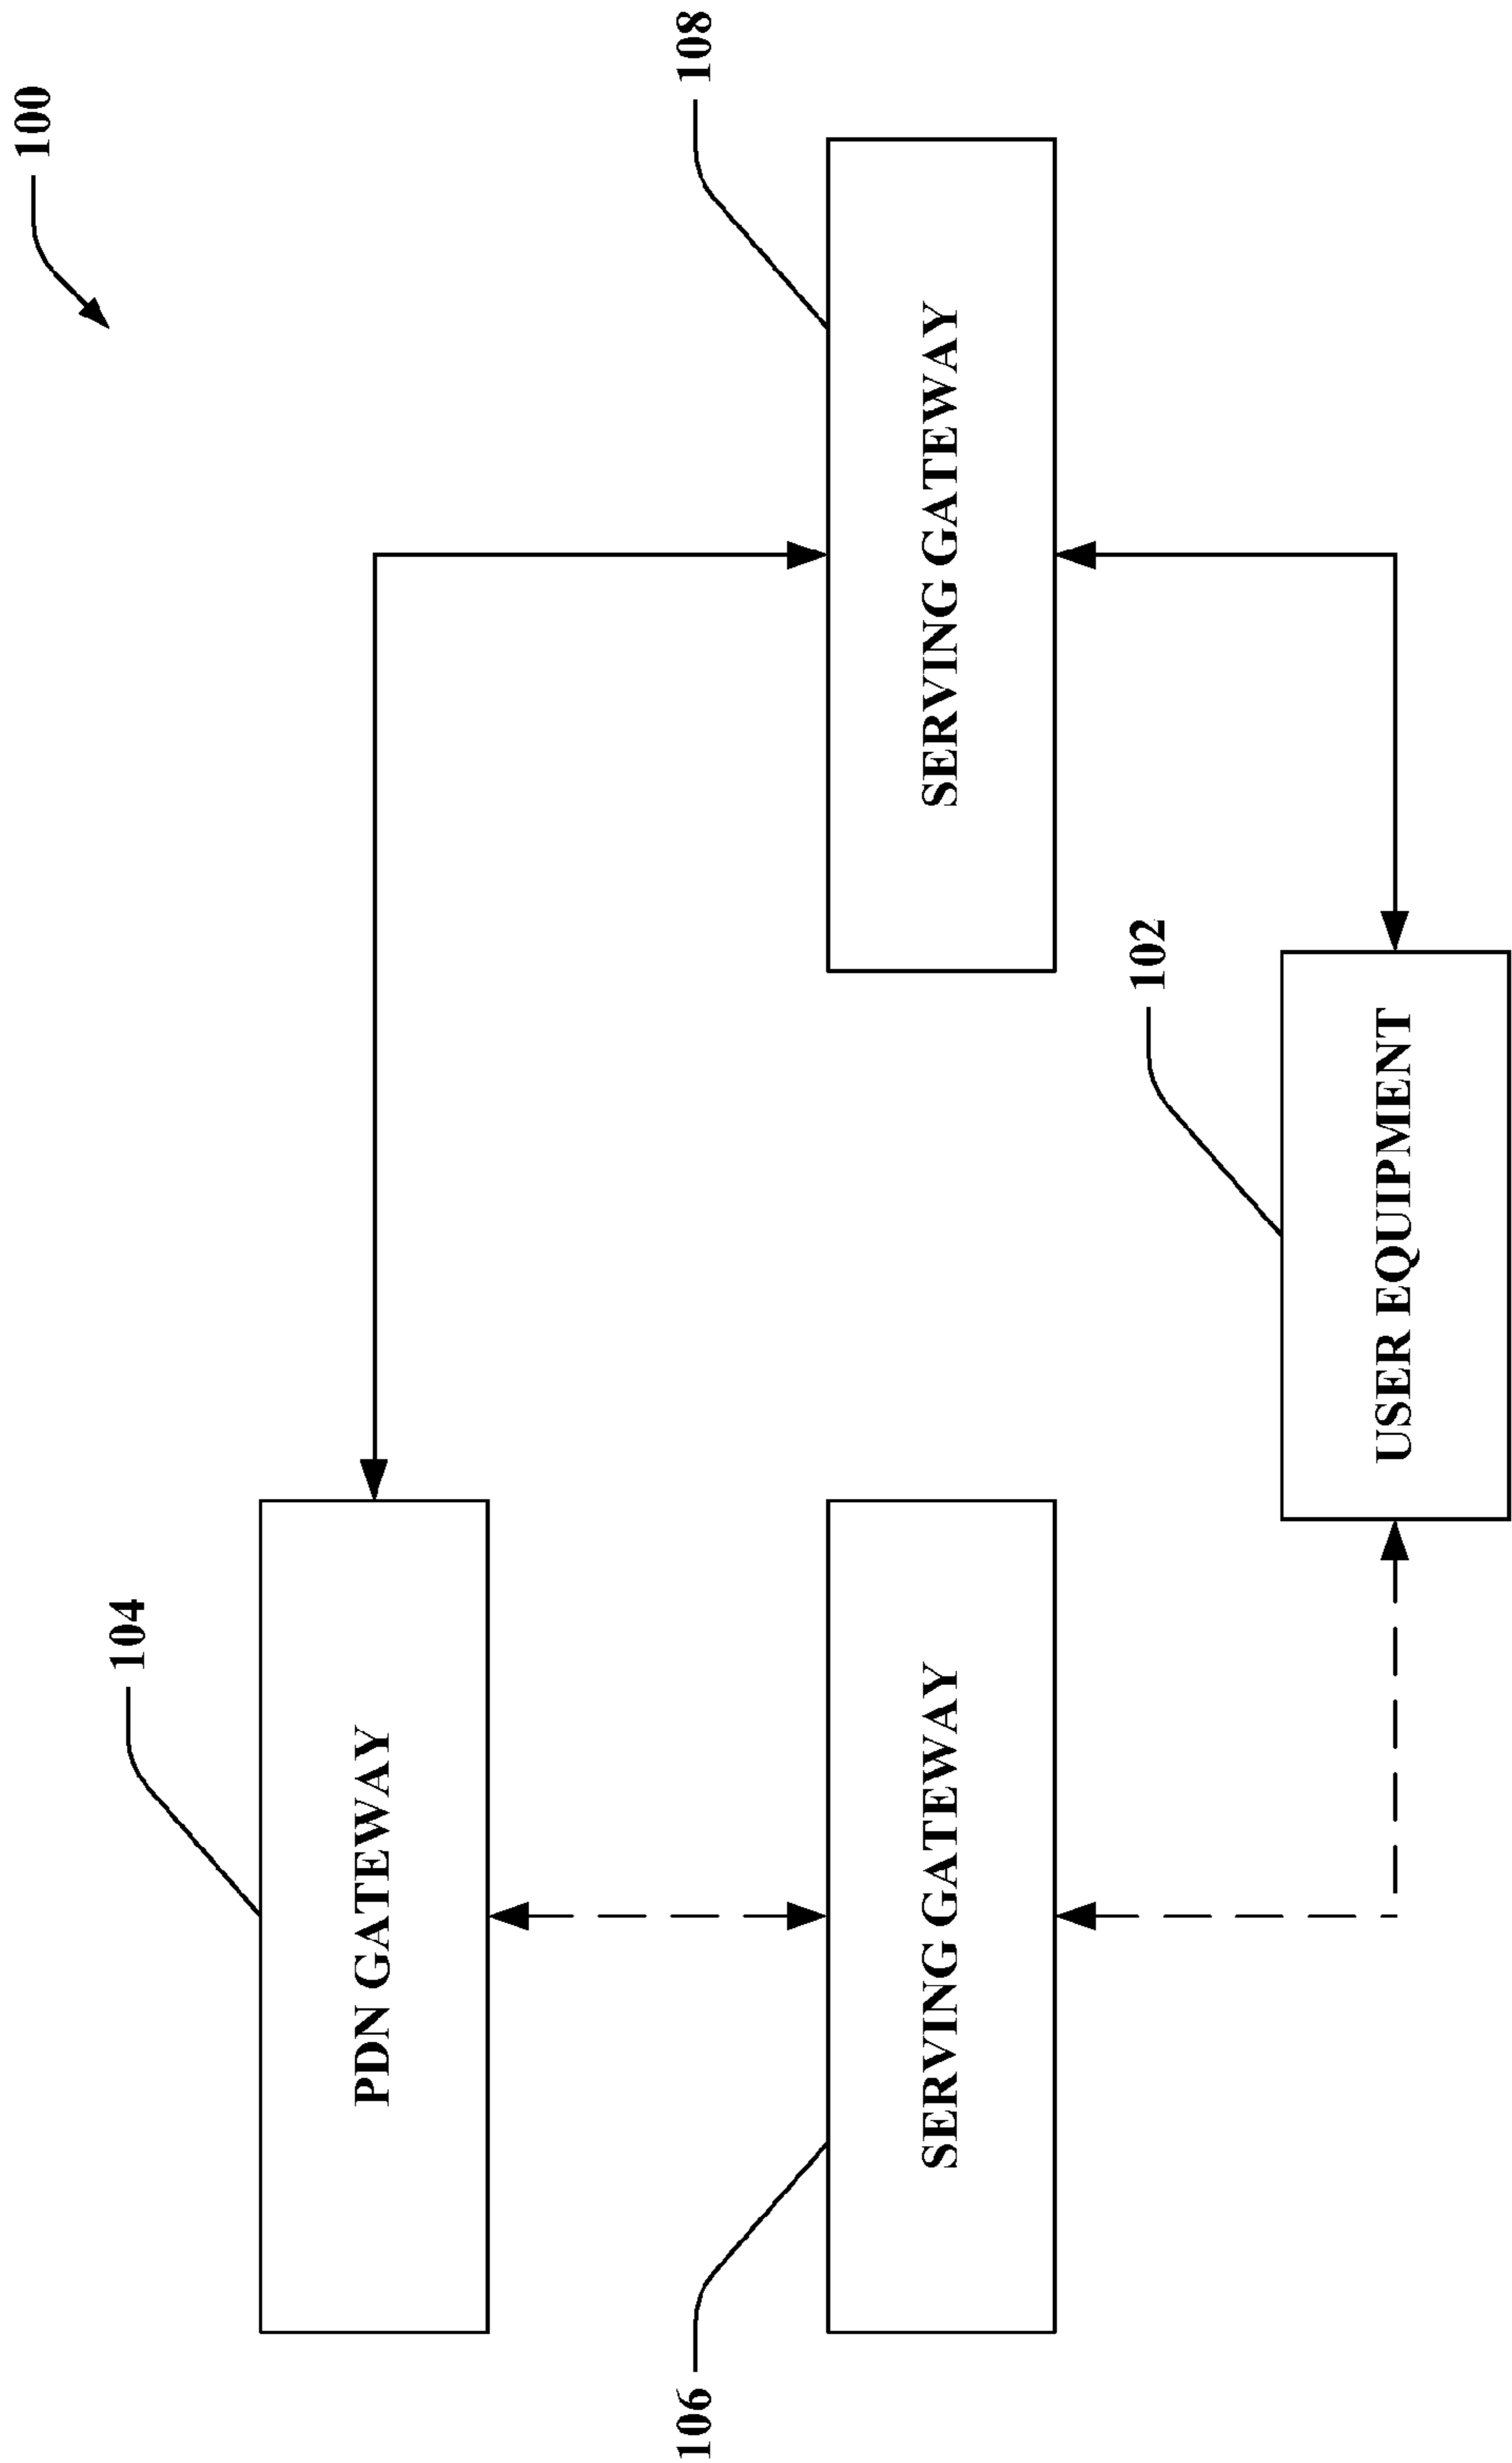 100
104
PDN GATEWAY
106
SERVING GATEWAY
108
SERVING GATEWAY
102
USER EQUIPMENT